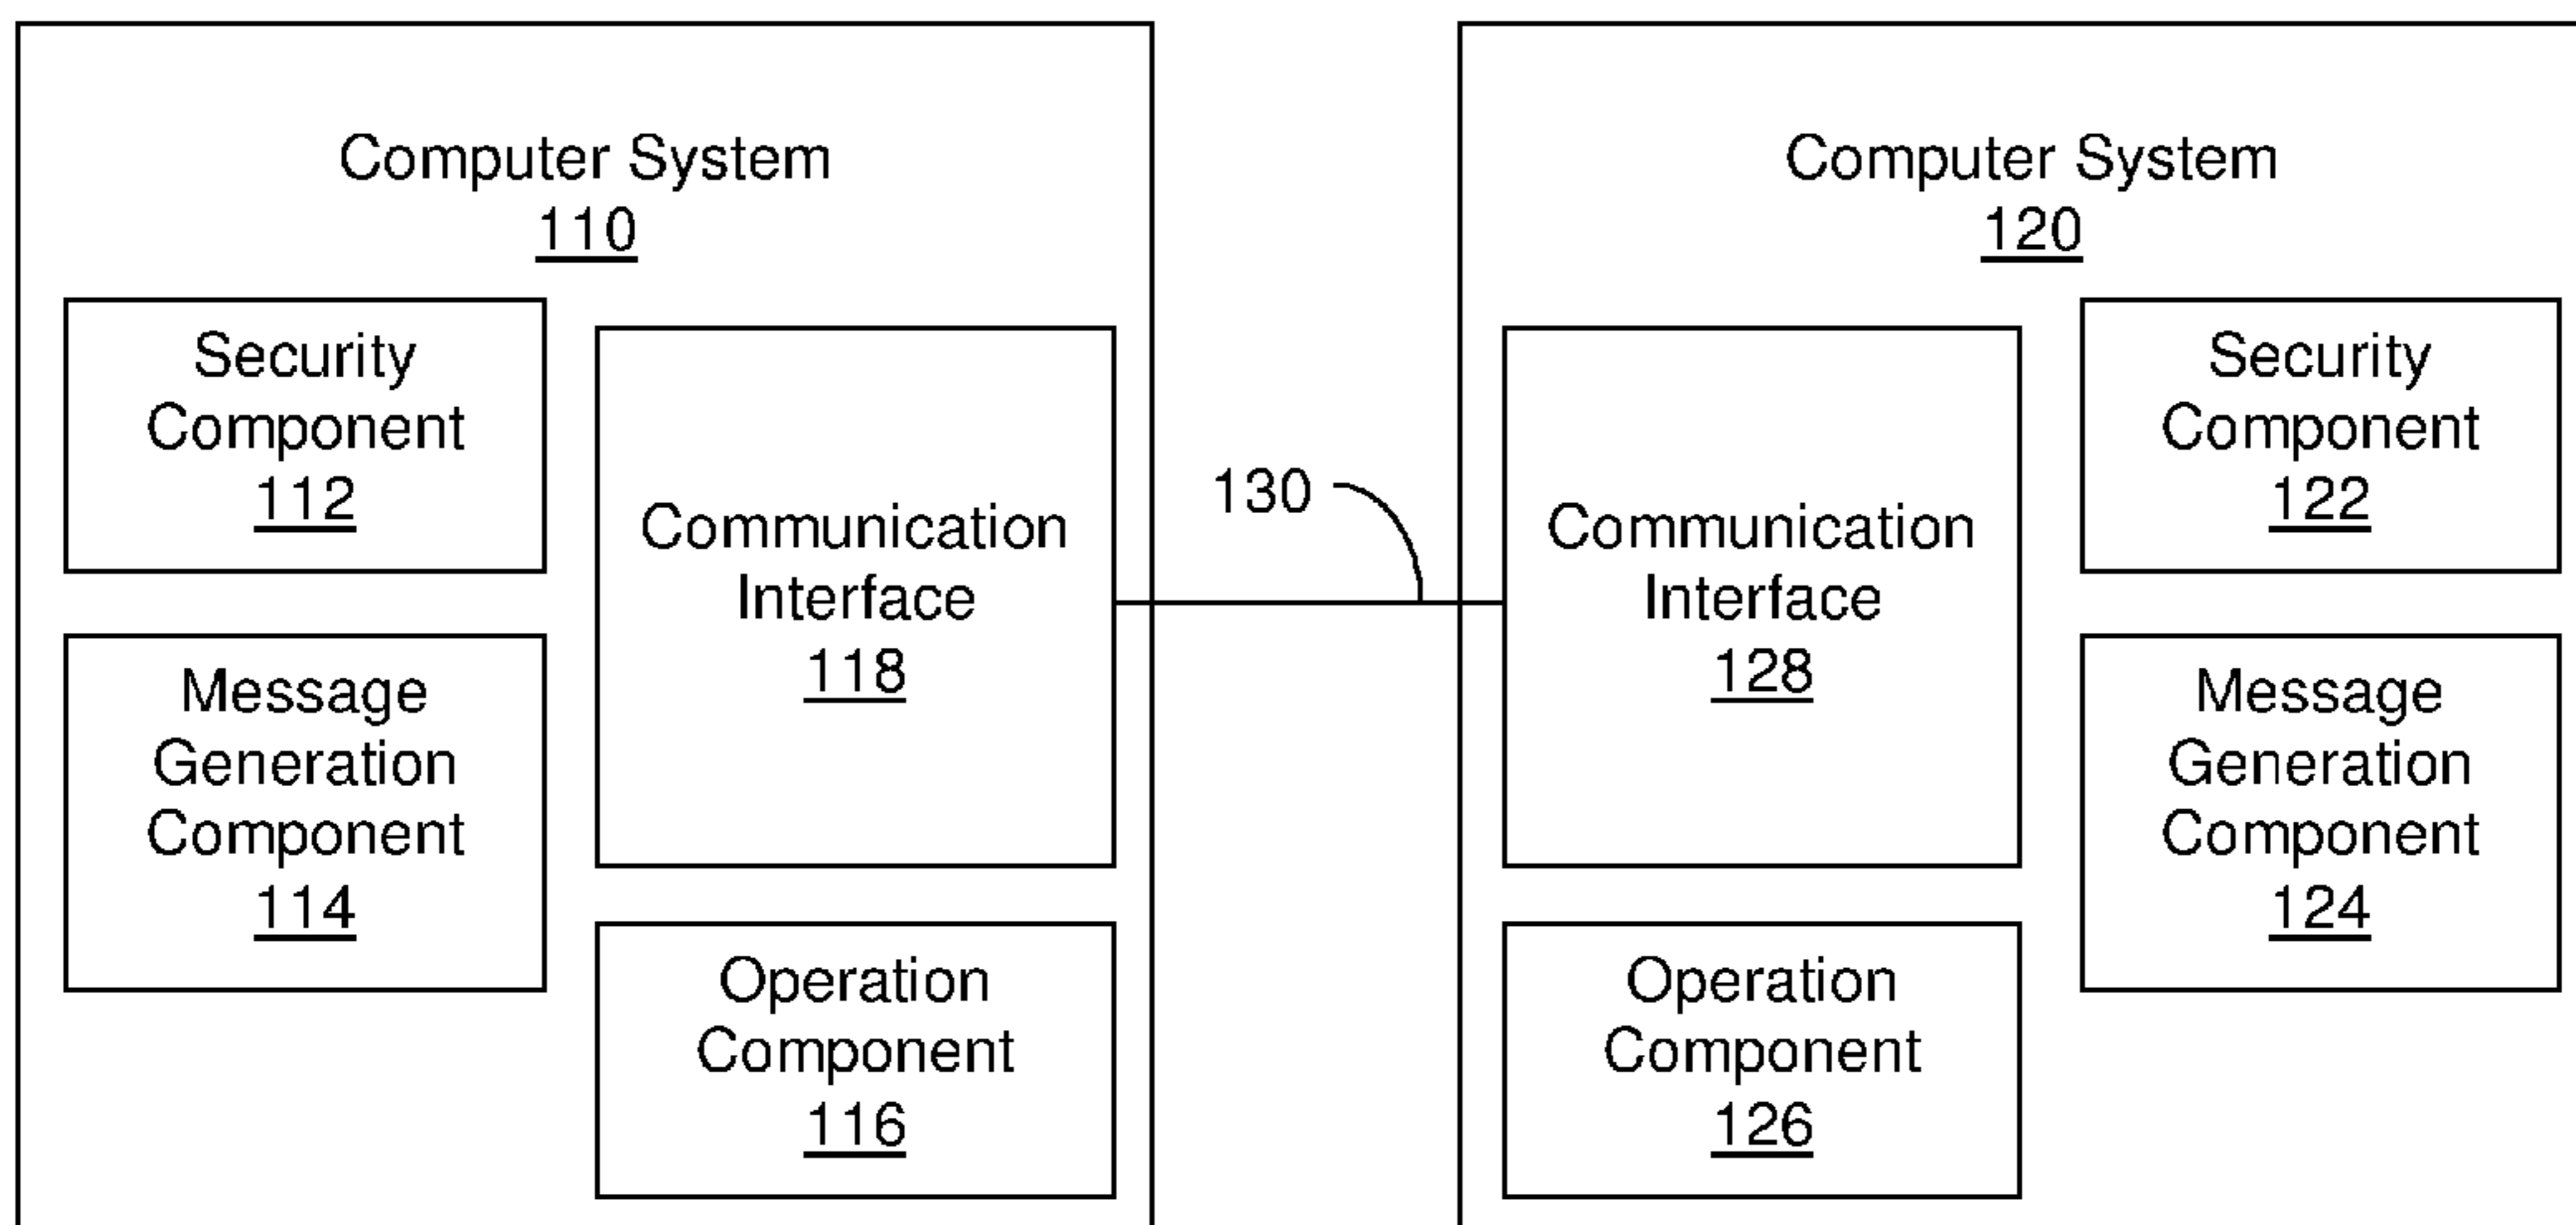 Computer System
110
Security
Component
112
Message
Generation
Component
114
Communication
Interface
118
Operation
Component
116
130
Computer System
120
Communication
Interface
128
Operation
Component
126
Security
Component
122
Message
Generation
Component
124